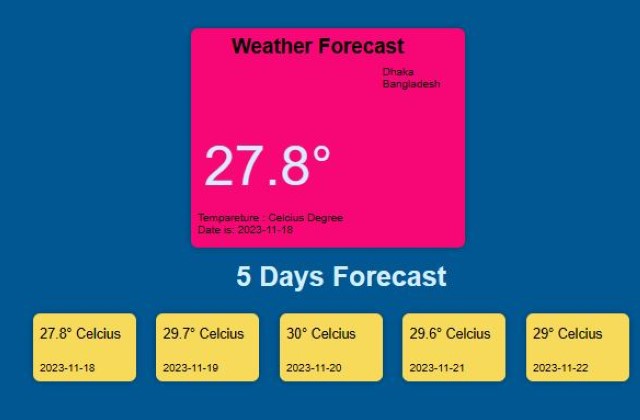 Weather Forecast
Dhaka
Bangladesh
27.8°
Tempareture : Celcius Degree
Date is: 2023-11-18
5 Days Forecast
27.8° Celcius
2023-11-18
29.7° Celcius
2023-11-19
30° Celcius
2023-11-20
29.6° Celcius
2023-11-21
29° Celcius
2023-11-22